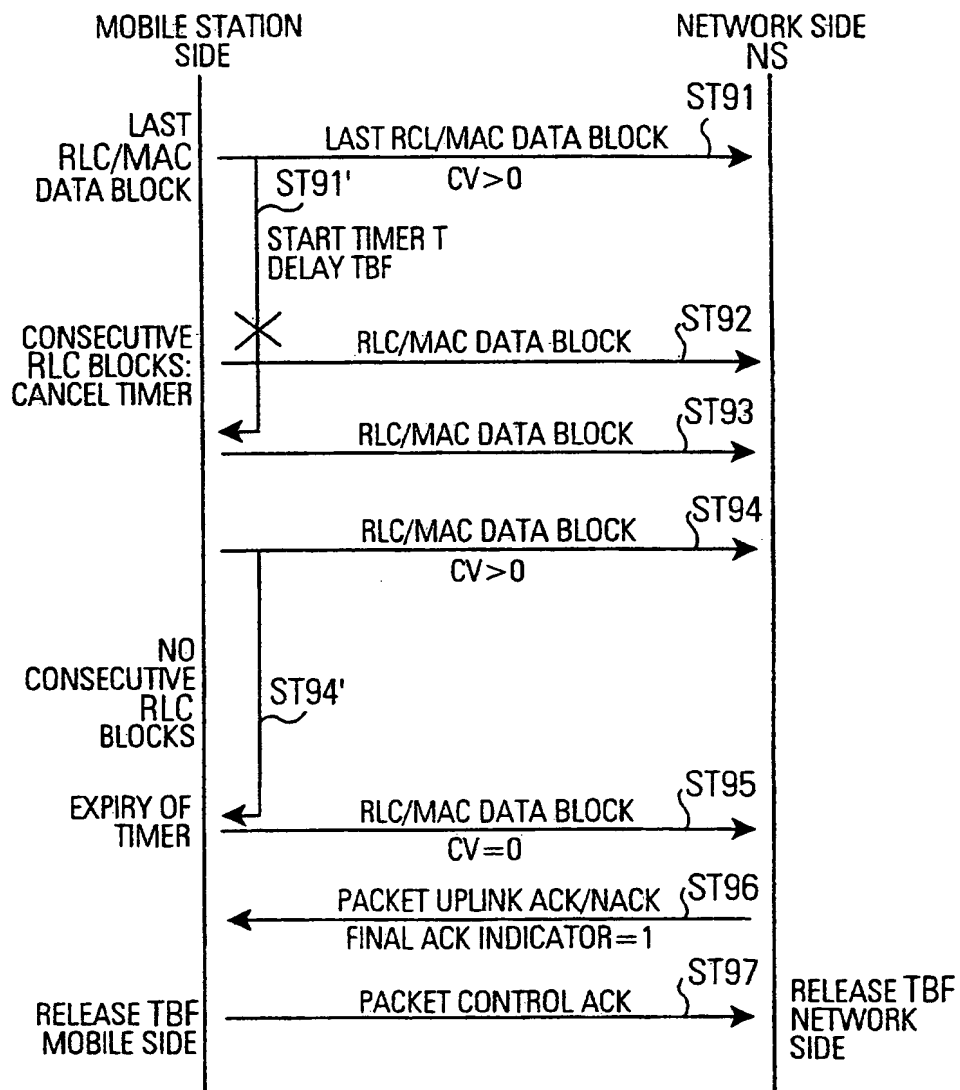 MOBILE STATION
SIDE
NETWORK SIDE
NS
ST91
LAST
RLC/MAC
DATA BLOCK
LAST RCL/MAC DATA BLOCK
CV>0
ST91'
START TIMER T
DELAY TBF
CONSECUTIVE
RLC BLOCKS:
CANCEL TIMER
RLC/MAC DATA BLOCK
ST92
RLC/MAC DATA BLOCK
ST93
RLC/MAC DATA BLOCK
ST94
CV>0
NO
CONSECUTIVE
RLC
BLOCKS
ST94'
EXPIRY OF
TIMER
RLC/MAC DATA BLOCK
ST95
CV=0
PACKET UPLINK ACK/NACK
ST96
FINAL ACK INDICATOR=1
RELEASE TBF
MOBILE SIDE
PACKET CONTROL ACK
ST97
RELEASE TBF
NETWORK
SIDE